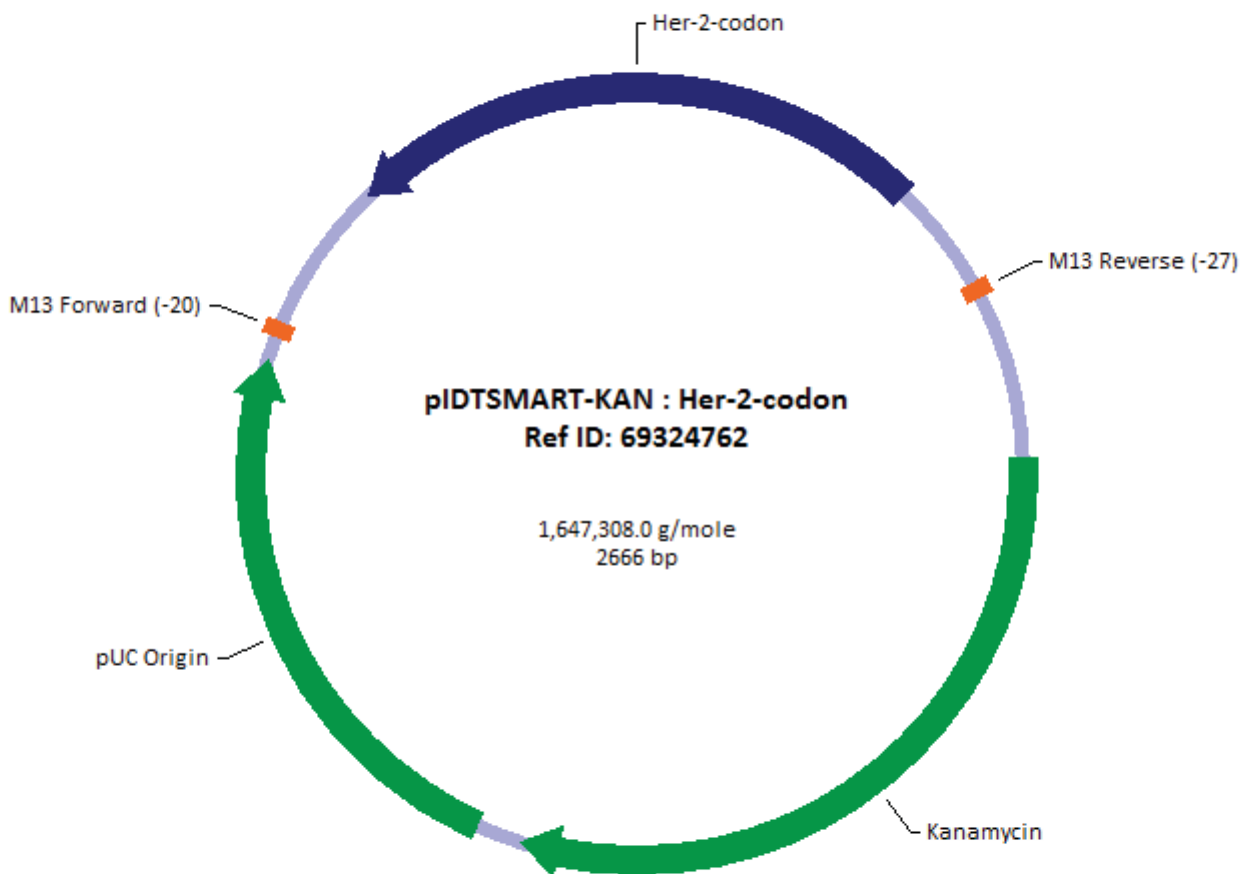 Her-2-codon
M13 Reverse (-27)
M13 Forward (-20)
pIDTSMART-KAN : Her-2-codon
Ref ID: 69324762
1,647,308.0 g/mole
2666 bp
pUC Origin
Kanamycin